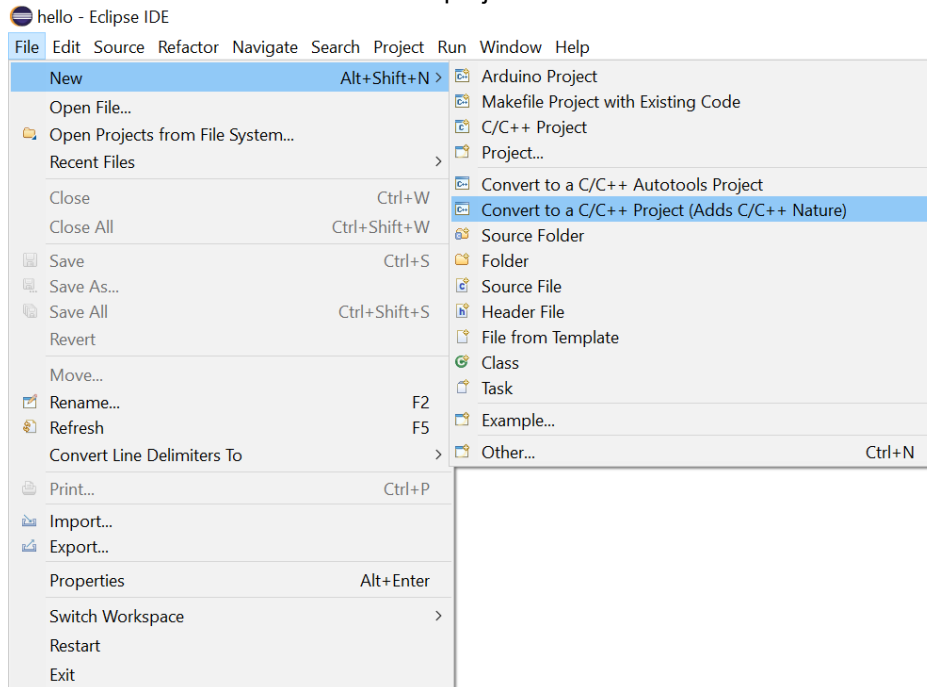 hello - Eclipse IDE
File Edit Source Refactor Navigate Search Project Run Window Help
New Alt+Shift+N >
Open File...
Open Projects from File System...
Recent Files >
Close Ctrl+W
Close All Ctrl+Shift+W
Save Ctrl+S
Save As...
Save All Ctrl+Shift+S
Revert
Move...
Rename... F2
Refresh F5
Convert Line Delimiters To >
Print... Ctrl+P
Import...
Export...
Properties Alt+Enter
Switch Workspace >
Restart
Exit
Arduino Project
Makefile Project with Existing Code
C/C++ Project
Project...
Convert to a C/C++ Autotools Project
Convert to a C/C++ Project (Adds C/C++ Nature)
Source Folder
Folder
Source File
Header File
File from Template
Class
Task
Example...
Other... Ctrl+N